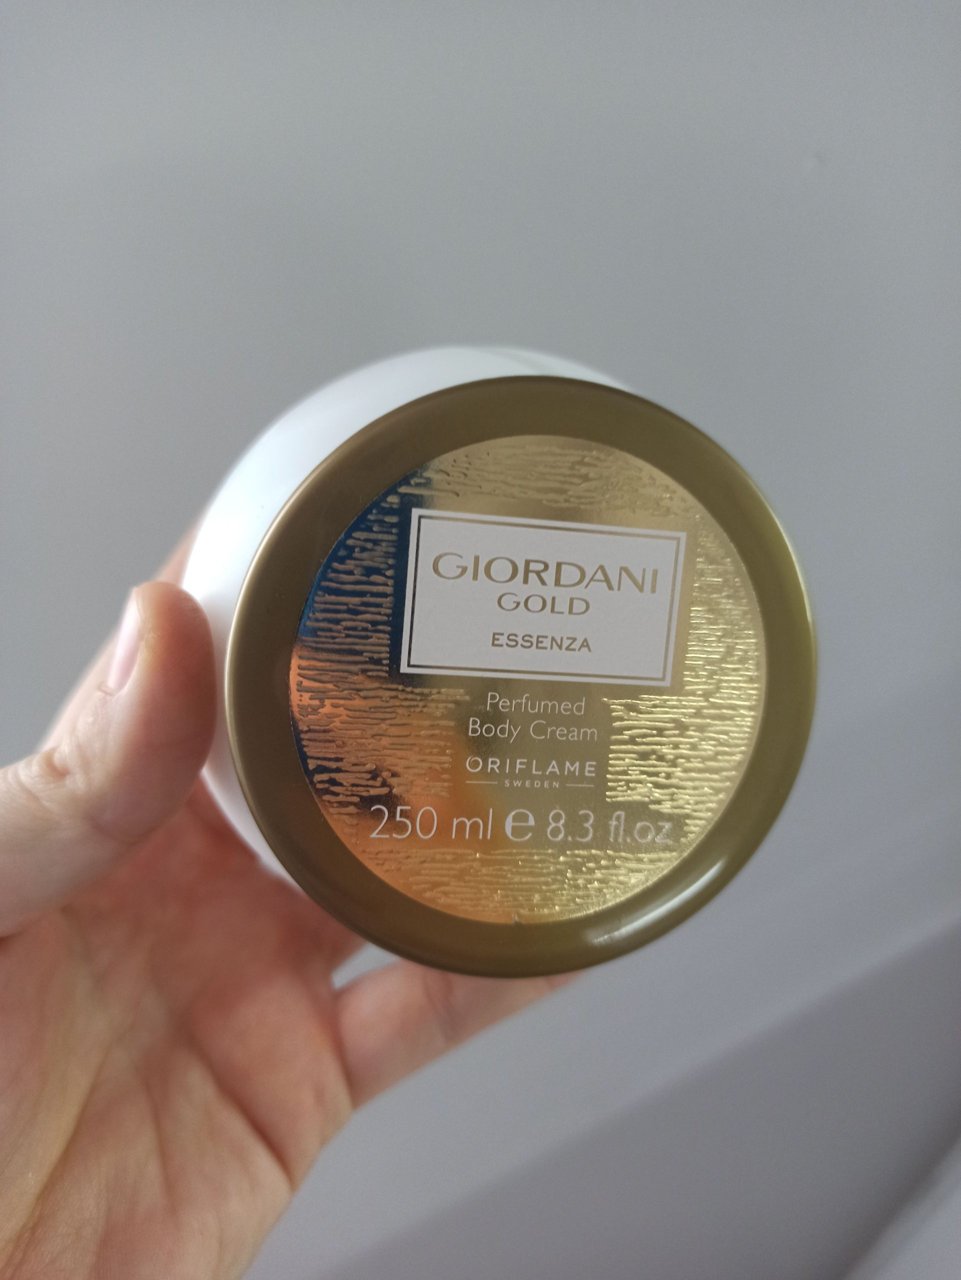 GIORDANI
GOLD
ESSENZA
Perfumed
Body Cream
ORIFLAME
SWEDEN
250 ml e 8.3 fl.oz